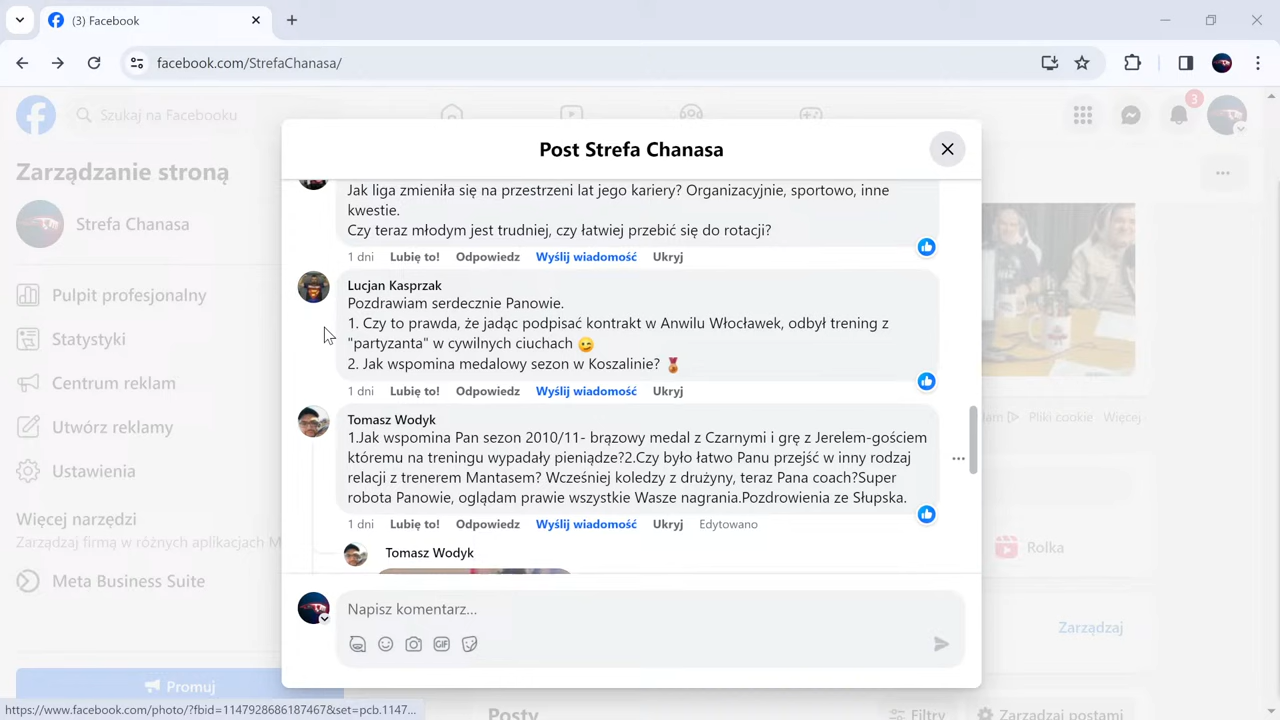 (3) Facebook
facebook.com/StrefaChanasa/
Szukaj na Facebooku
3
Zarządzanie stroną
Strefa Chanasa
Pulpit profesjonalny
Statystyki
Centrum reklam
Utwórz reklamy
Ustawienia
Więcej narzędzi
Zarządzaj firmą w różnych aplikacjach M
Meta Business Suite
Promuj
https://www.facebook.com/photo/?fbid=1147928686187467&set=pcb.1147...
Post Strefa Chanasa
Jak liga zmieniła się na przestrzeni lat jego kariery? Organizacyjnie, sportowo, inne
kwestie.
Czy teraz młodym jest trudniej, czy łatwiej przebić się do rotacji?
1 dni Lubię to! Odpowiedz Wyślij wiadomość Ukryj
Lucjan Kasprzak
Pozdrawiam serdecznie Panowie.
1. Czy to prawda, że jadąc podpisać kontrakt w Anwilu Włocławek, odbył trening z
"partyzanta" w cywilnych ciuchach 😉
2. Jak wspomina medalowy sezon w Koszalinie? 🏅
1 dni Lubię to! Odpowiedz Wyślij wiadomość Ukryj
Tomasz Wodyk
1.Jak wspomina Pan sezon 2010/11- brązowy medal z Czarnymi i grę z Jerelem-gościem
któremu na treningu wypadały pieniądze?2.Czy było łatwo Panu przejść w inny rodzaj
relacji z trenerem Mantasem? Wcześniej koledzy z drużyny, teraz Pana coach?Super
robota Panowie, oglądam prawie wszystkie Wasze nagrania.Pozdrowienia ze Słupska.
1 dni Lubię to! Odpowiedz Wyślij wiadomość Ukryj Edytowano
Tomasz Wodyk
Napisz komentarz...
GIF
Pliki cookie · Więcej
Rolka
Zarządzaj
Posty
Filtry
Zarządzaj postami